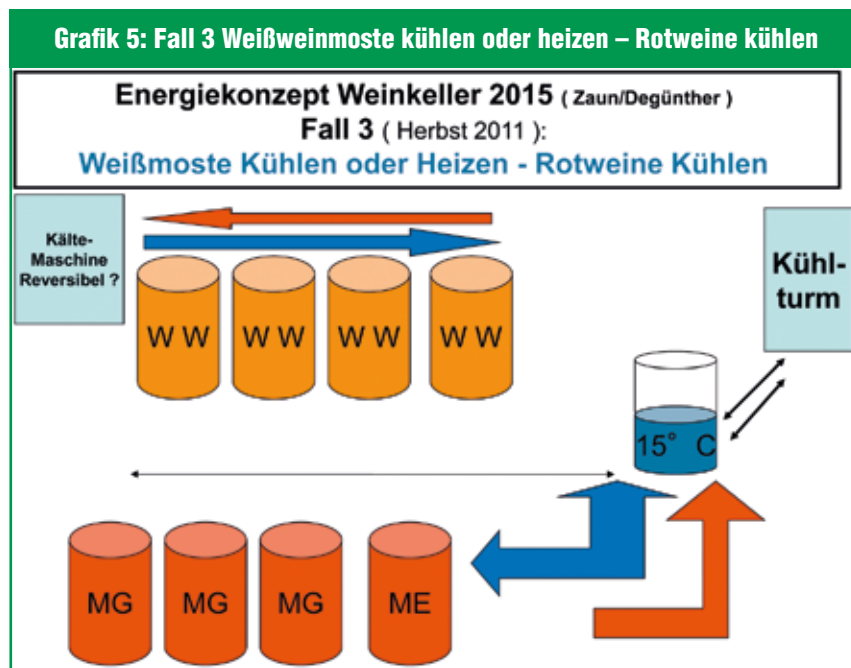 Grafik 5: Fall 3 Weißweinmoste kühlen oder heizen – Rotweine kühlen
Energiekonzept Weinkeller 2015 ( Zaun/Degünther )
Fall 3 ( Herbst 2011 ):
Weißmoste Kühlen oder Heizen - Rotweine Kühlen
Kälte-
Maschine
Reversibel ?
Kühl-
turm
W W W W W W W W
15° C
MG MG MG ME